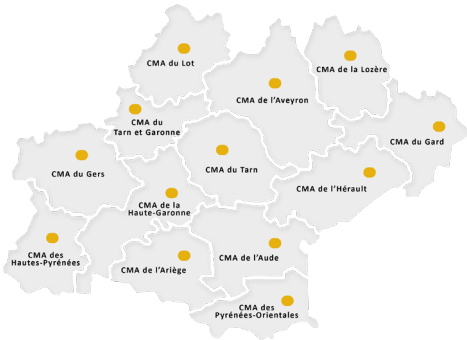 CMA du Lot
CMA de la Lozère
CMA de l'Aveyron
CMA du
Tarn et Garonne
CMA du Gard
CMA du Gers
CMA du Tarn
CMA de l'Hérault
CMA de la
Haute-Garonne
CMA des
Hautes-Pyrénées
CMA de l'Ariège
CMA de l'Aude
CMA des
Pyrénées-Orientales